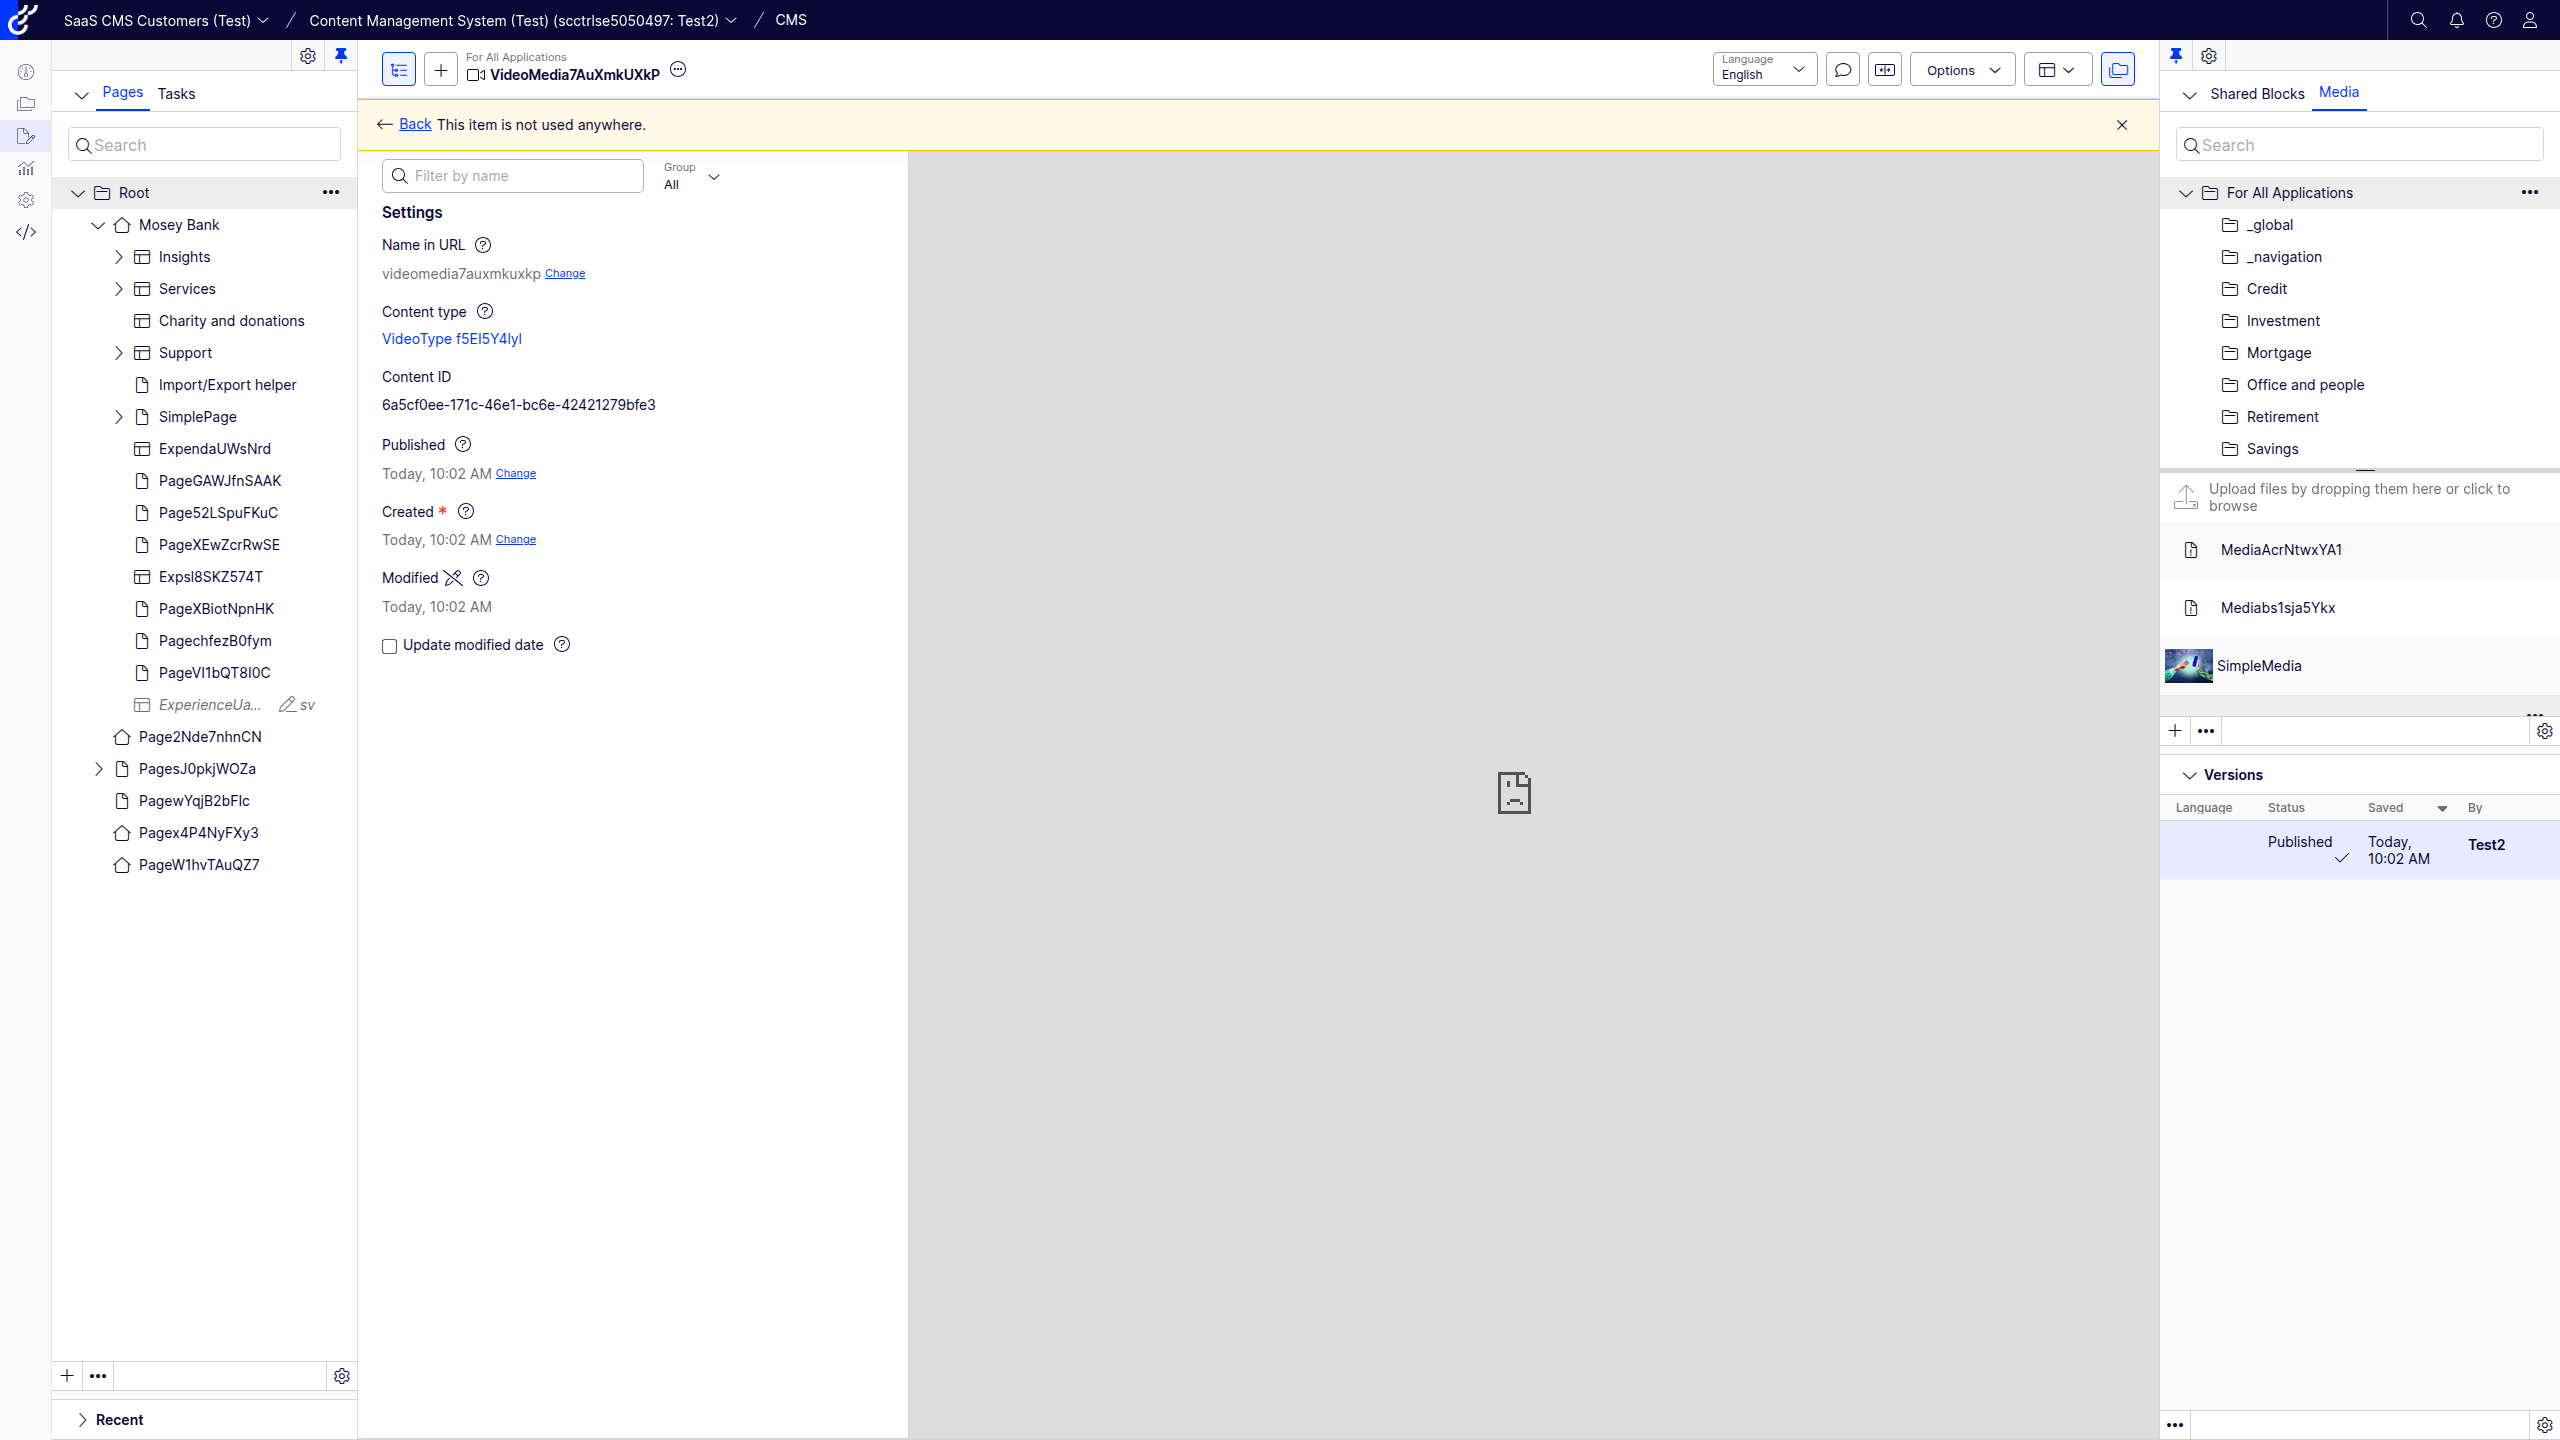 SaaS CMS Customers (Test) / Content Management System (Test) (scctrlse5050497: Test2) / CMS
Pages Tasks
Search
Root
Mosey Bank
Insights
Services
Charity and donations
Support
Import/Export helper
SimplePage
ExpendaUWsNrd
PageGAWJfnSAAK
Page52LSpuFKuC
PageXEwZcrRwSE
Expsl8SKZ574T
PageXBiotNpnHK
PagechfezB0fym
PageVI1bQT8I0C
ExperienceUa... sv
Page2Nde7nhnCN
PagesJ0pkjWOZa
PagewYqjB2bFlc
Pagex4P4NyFXy3
PageW1hvTAuQZ7
Recent
For All Applications
VideoMedia7AuXmkUXkP
Language
English
Options
Back This item is not used anywhere.
Filter by name
Group
All
Settings
Name in URL
videomedia7auxmkuxkp Change
Content type
VideoType f5EI5Y4lyI
Content ID
6a5cf0ee-171c-46e1-bc6e-42421279bfe3
Published
Today, 10:02 AM Change
Created *
Today, 10:02 AM Change
Modified
Today, 10:02 AM
Update modified date
Shared Blocks Media
Search
For All Applications
_global
_navigation
Credit
Investment
Mortgage
Office and people
Retirement
Savings
Upload files by dropping them here or click to
browse
MediaAcrNtwxYA1
Mediabs1sja5Ykx
SimpleMedia
Versions
Language Status Saved By
Published Today, 10:02 AM Test2